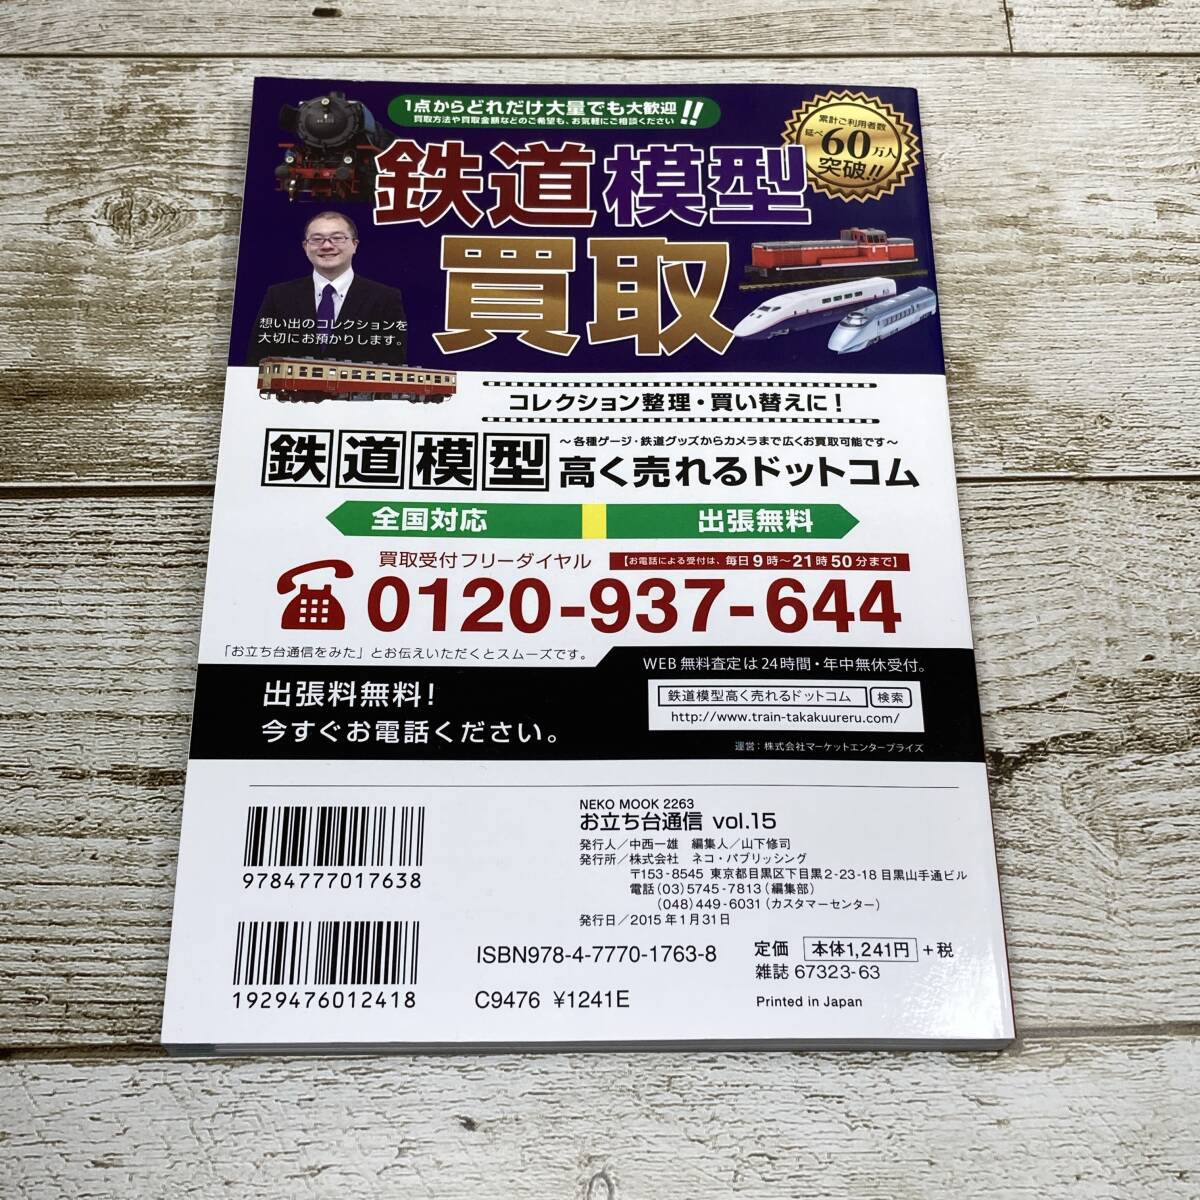 1点からどれだけ大量でも大歓迎!!
買取方法や買取金額などのご希望も、お気軽にご相談ください
累計ご利用者数
延べ60万人
突破!!
鉄道模型
買取
想い出のコレクションを
大切にお預かりします。
コレクション整理・買い替えに!
～各種ゲージ・鉄道グッズからカメラまで広くお買取可能です～
鉄道模型高く売れるドットコム
全国対応 出張無料
買取受付フリーダイヤル 【お電話による受付は、毎日9時～21時50分まで】
0120-937-644
「お立ち台通信をみた」とお伝えいただくとスムーズです。
WEB無料査定は24時間・年中無休受付。
出張料無料!
今すぐお電話ください。
鉄道模型高く売れるドットコム 検索
http://www.train-takakuureru.com/
運営：株式会社マーケットエンタープライズ
9784777017638
1929476012418
NEKO MOOK 2263
お立ち台通信 vol.15
発行人／中西一雄 編集人／山下修司
発行所／株式会社 ネコ・パブリッシング
〒153-8545 東京都目黒区下目黒2-23-18 目黒山手通ビル
電話(03)5745-7813(編集部)
(048)449-6031(カスタマーセンター)
発行日／2015年1月31日
ISBN978-4-7770-1763-8
C9476 ¥1241E
定価 本体1,241円 +税
雑誌 67323-63
Printed in Japan